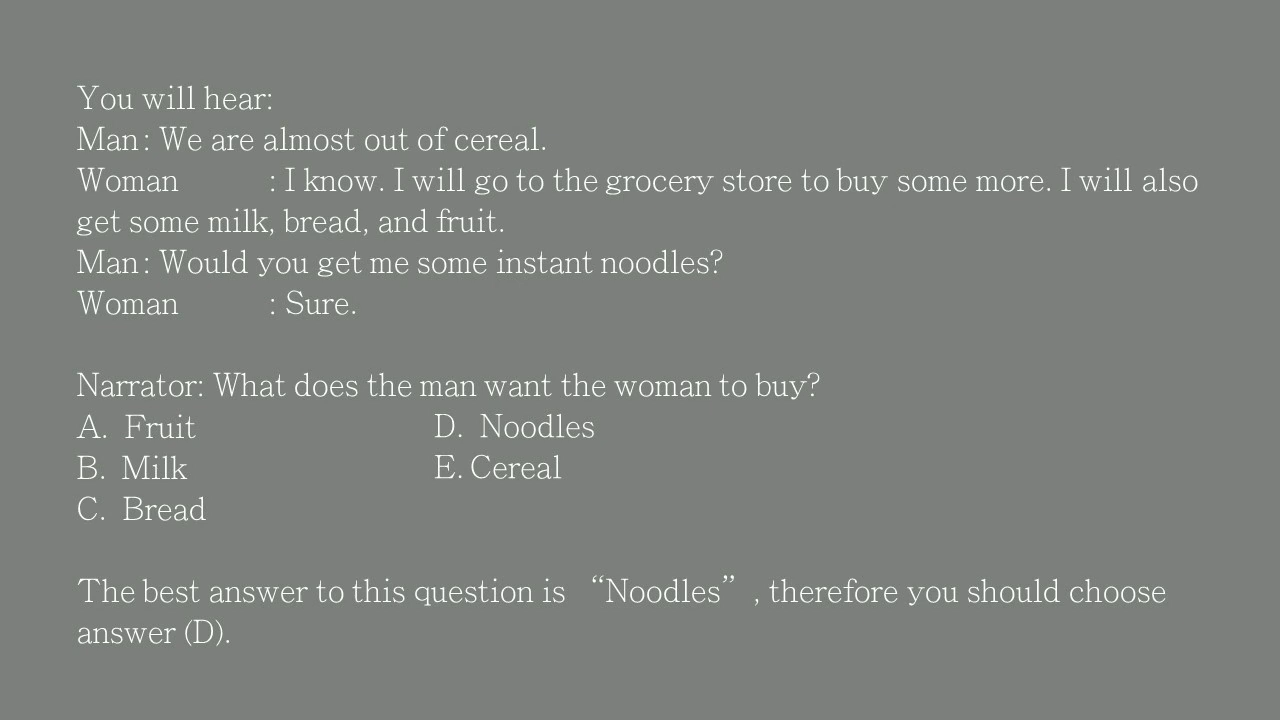 You will hear:
Man : We are almost out of cereal.
Woman : I know. I will go to the grocery store to buy some more. I will also
get some milk, bread, and fruit.
Man : Would you get me some instant noodles?
Woman : Sure.
Narrator: What does the man want the woman to buy?
A. Fruit D. Noodles
B. Milk E. Cereal
C. Bread
The best answer to this question is “Noodles” , therefore you should choose
answer (D).